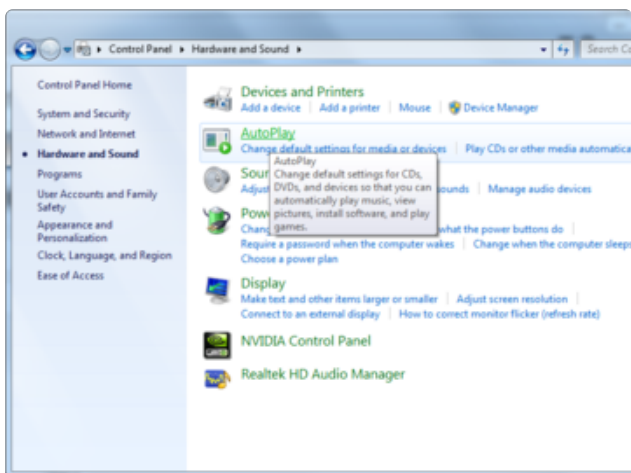 Control Panel ▸ Hardware and Sound ▸
Search Co
Control Panel Home
System and Security
Network and Internet
Hardware and Sound
Programs
User Accounts and Family
Safety
Appearance and
Personalization
Clock, Language, and Region
Ease of Access
Devices and Printers
Add a device | Add a printer | Mouse | Device Manager
AutoPlay
Change default settings for media or devices | Play CDs or other media automatica
AutoPlay
Change default settings for CDs,
DVDs, and devices so that you can
automatically play music, view
pictures, install software, and play
games.
Soun
Adjus
ounds | Manage audio devices
Pow
Chang
what the power buttons do |
Require a password when the computer wakes | Change when the computer sleeps
Choose a power plan
Display
Make text and other items larger or smaller | Adjust screen resolution |
Connect to an external display | How to correct monitor flicker (refresh rate)
NVIDIA Control Panel
Realtek HD Audio Manager